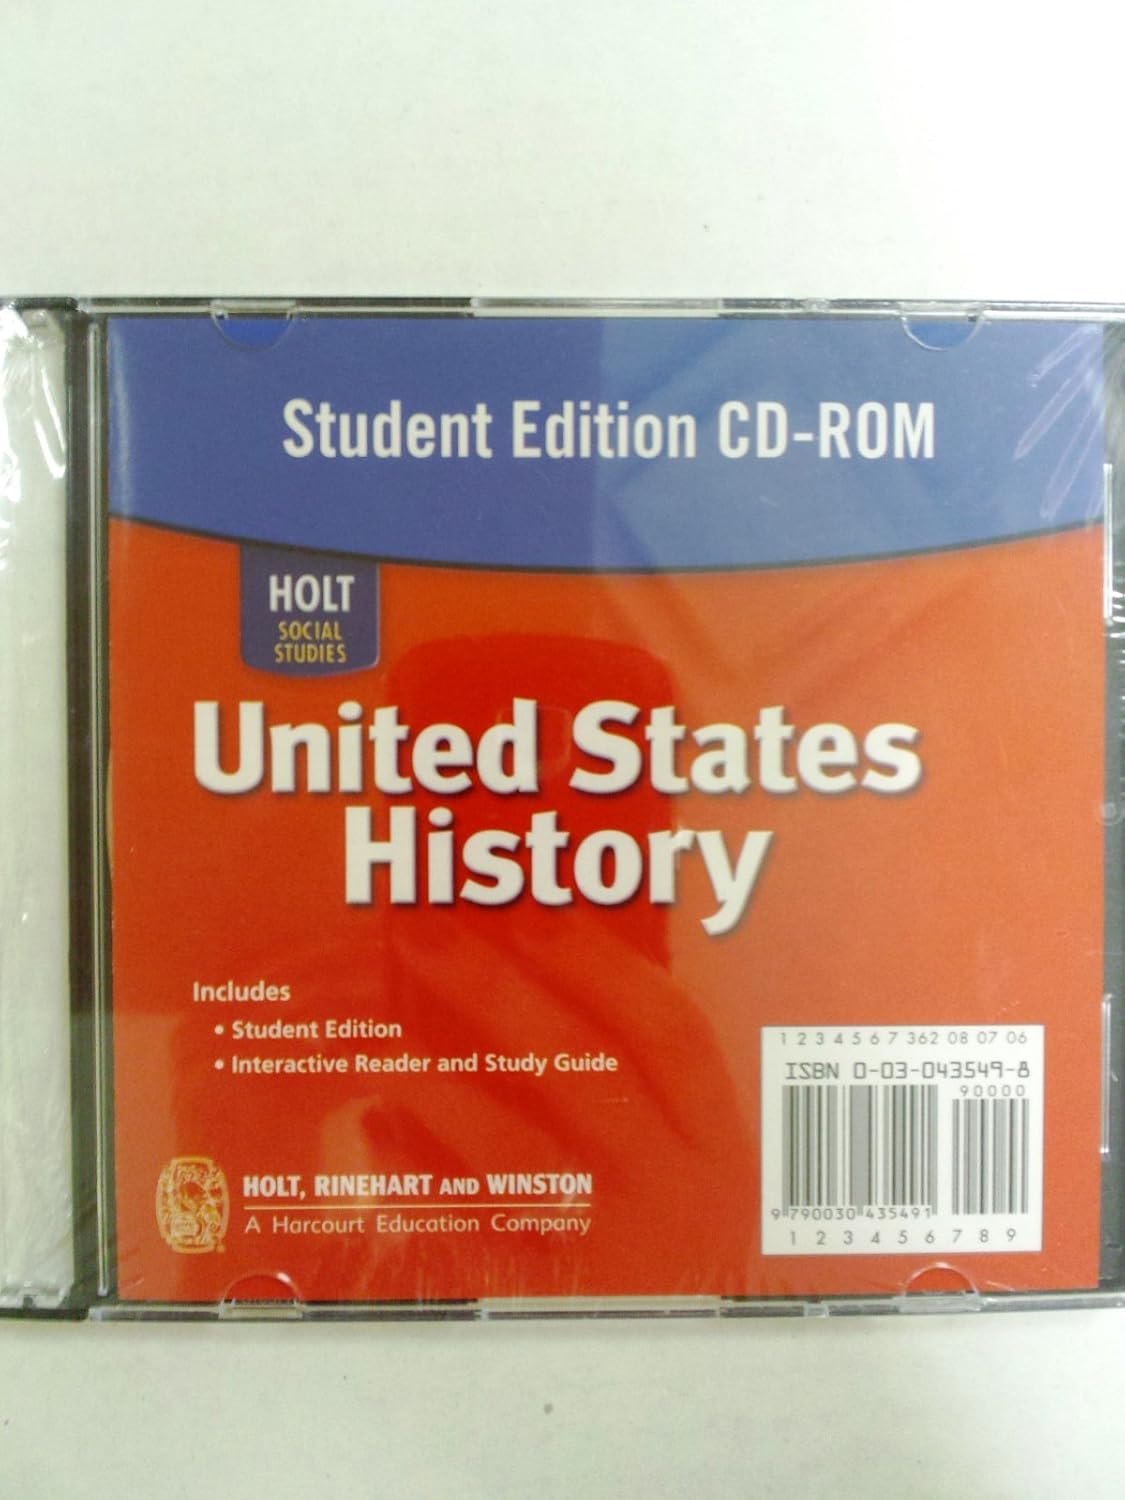 Student Edition CD-ROM
HOLT
SOCIAL
STUDIES
United States
History
Includes
• Student Edition
• Interactive Reader and Study Guide
HOLT, RINEHART AND WINSTON
A Harcourt Education Company
1 2 3 4 5 6 7 362 08 07 06
ISBN 0-03-043549-8
90000
9 790030 435491
1 2 3 4 5 6 7 8 9